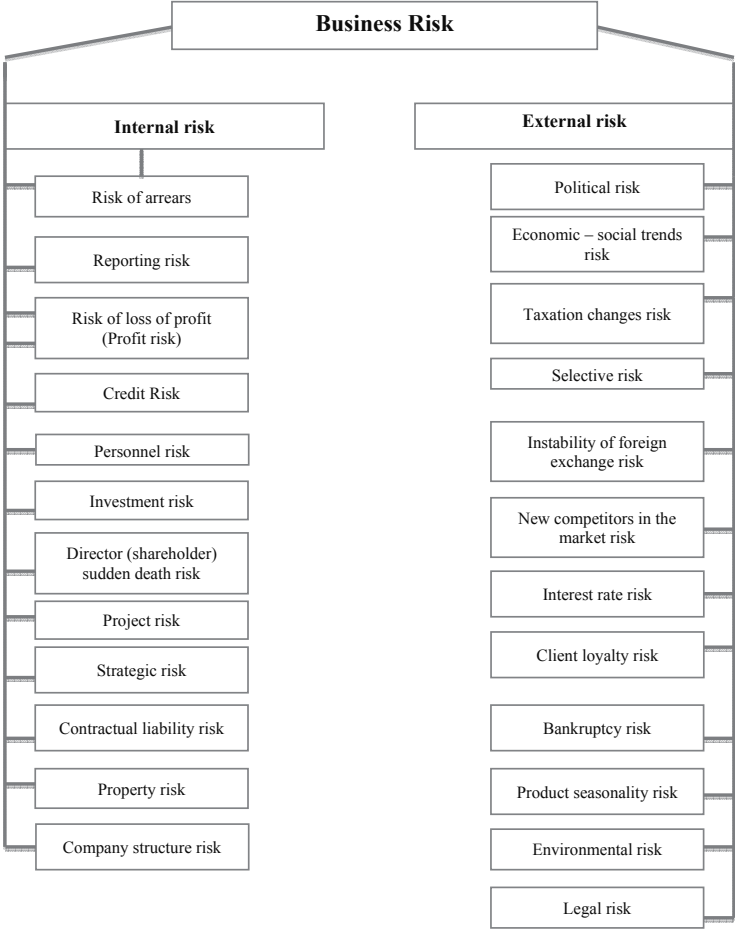 Business Risk
Internal risk
Risk of arrears
Reporting risk
Risk of loss of profit
(Profit risk)
Credit Risk
Personnel risk
Investment risk
Director (shareholder)
sudden death risk
Project risk
Strategic risk
Contractual liability risk
Property risk
Company structure risk
External risk
Political risk
Economic – social trends
risk
Taxation changes risk
Selective risk
Instability of foreign
exchange risk
New competitors in the
market risk
Interest rate risk
Client loyalty risk
Bankruptcy risk
Product seasonality risk
Environmental risk
Legal risk